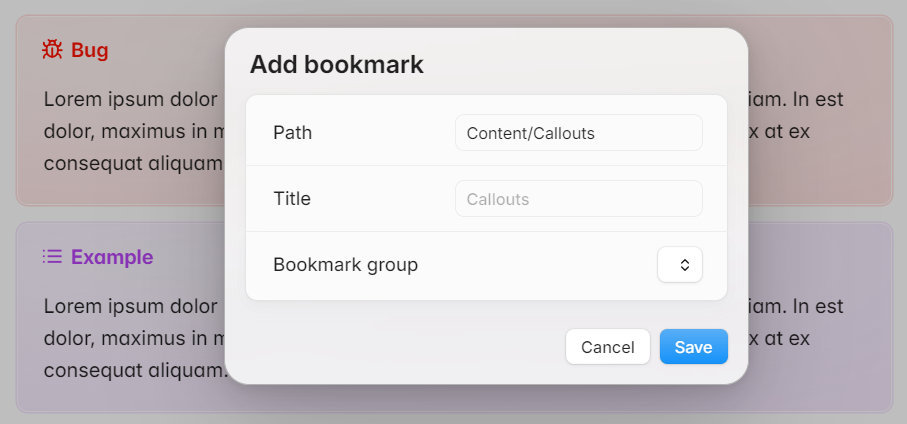 Bug
Lorem ipsum dolor
iam. In est
dolor, maximus in m
x at ex
consequat aliquam
Add bookmark
Path
Content/Callouts
Title
Callouts
Bookmark group
Cancel
Save
Example
Lorem ipsum dolor
iam. In est
dolor, maximus in m
x at ex
consequat aliquam.